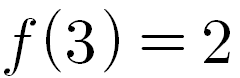 f(3) = 2